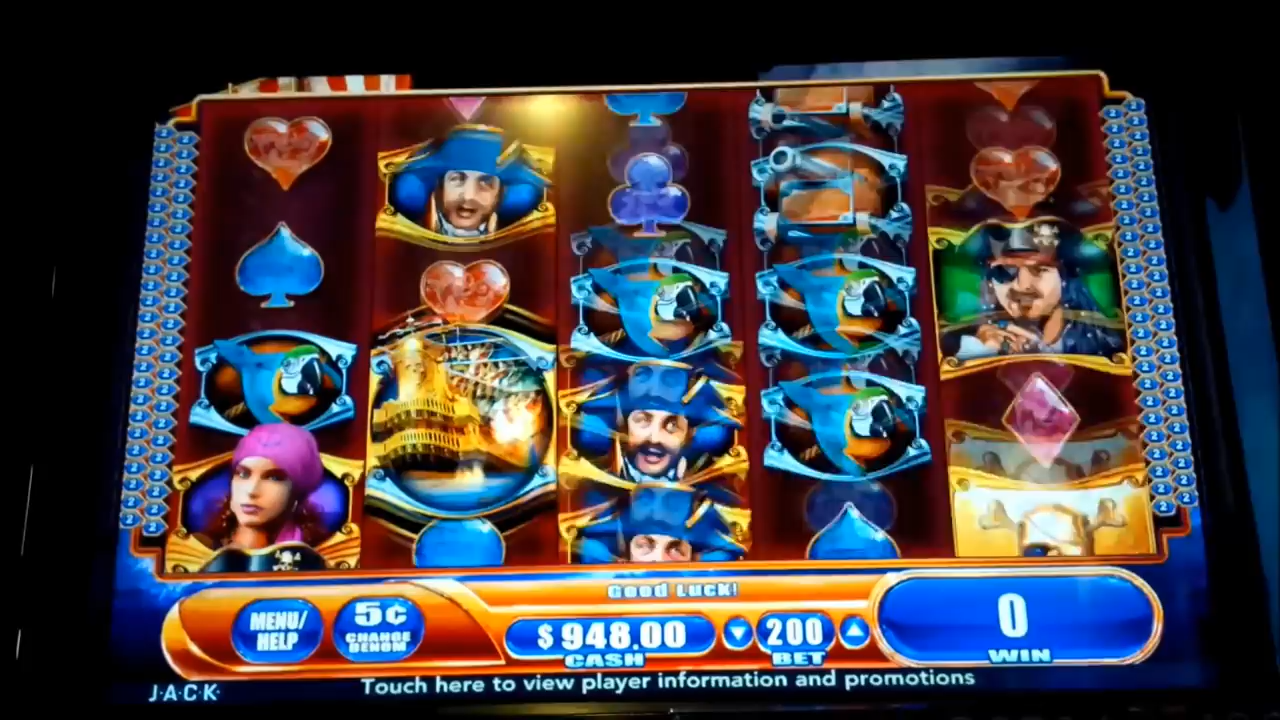 GOOD LUCK!
MENU/
HELP
5¢
CHANGE
DENOM
$948.00
CASH
200
BET
0
WIN
JACK
Touch here to view player information and promotions